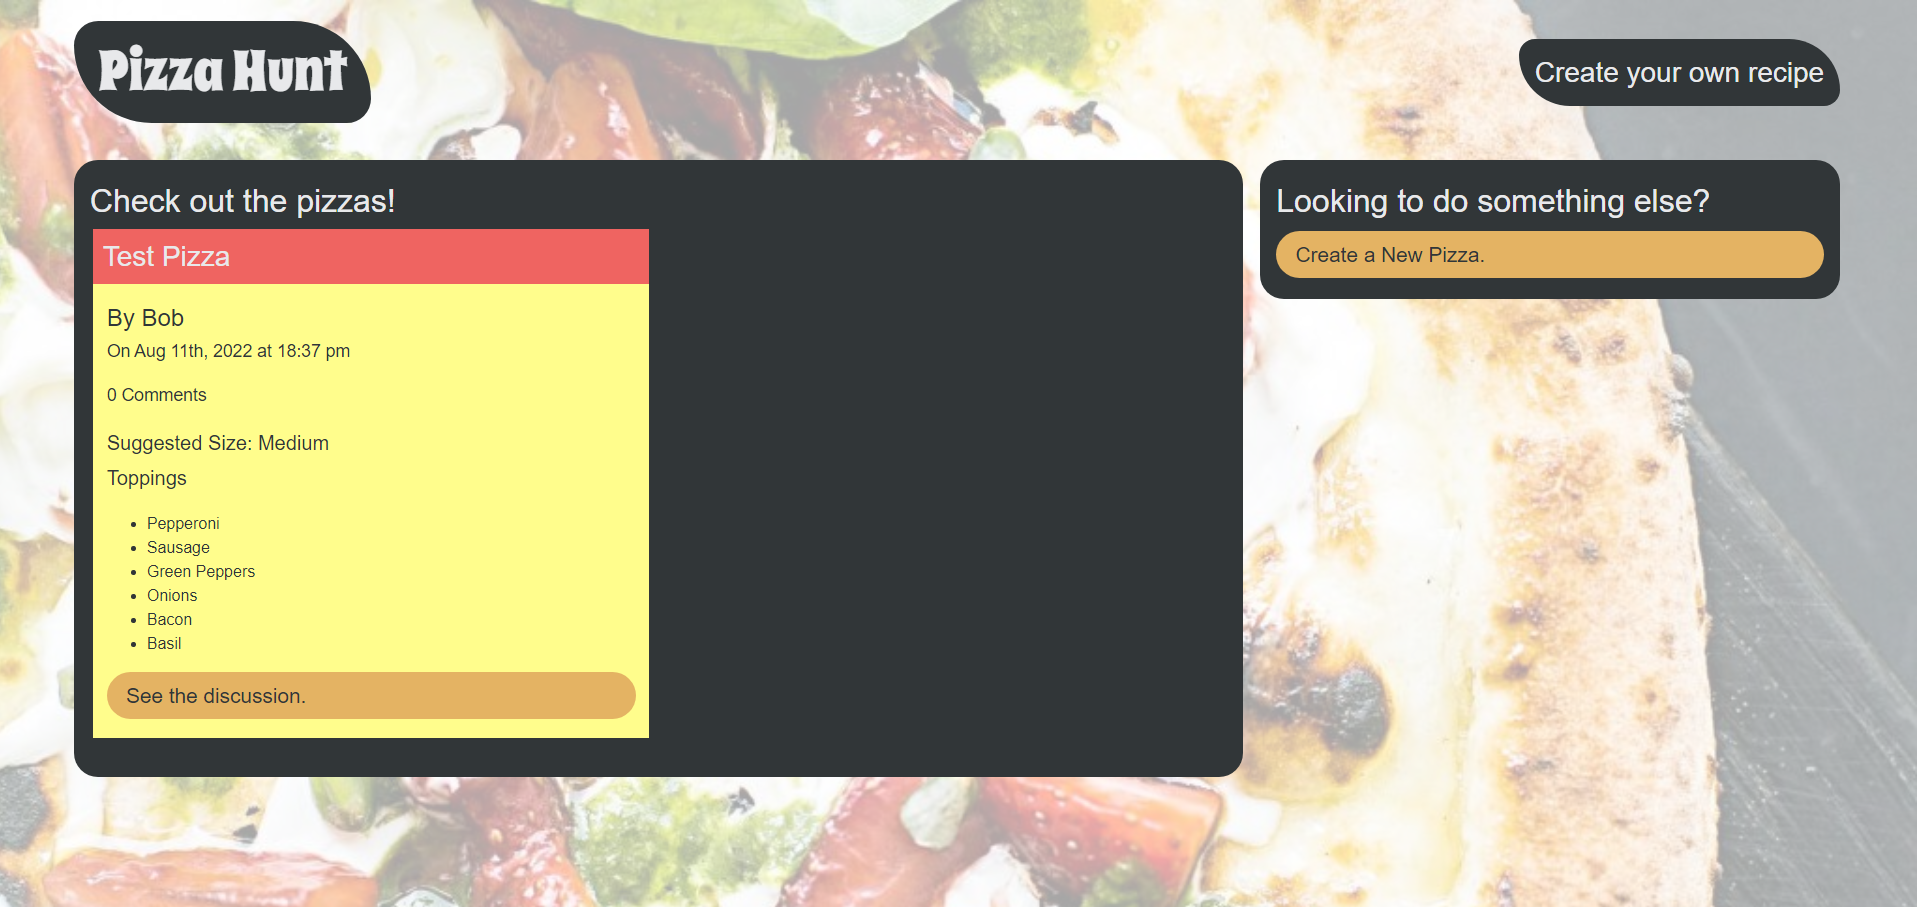 Pizza Hunt
Create your own recipe
Check out the pizzas!
Test Pizza
By Bob
On Aug 11th, 2022 at 18:37 pm
0 Comments
Suggested Size: Medium
Toppings
Pepperoni
Sausage
Green Peppers
Onions
Bacon
Basil
See the discussion.
Looking to do something else?
Create a New Pizza.